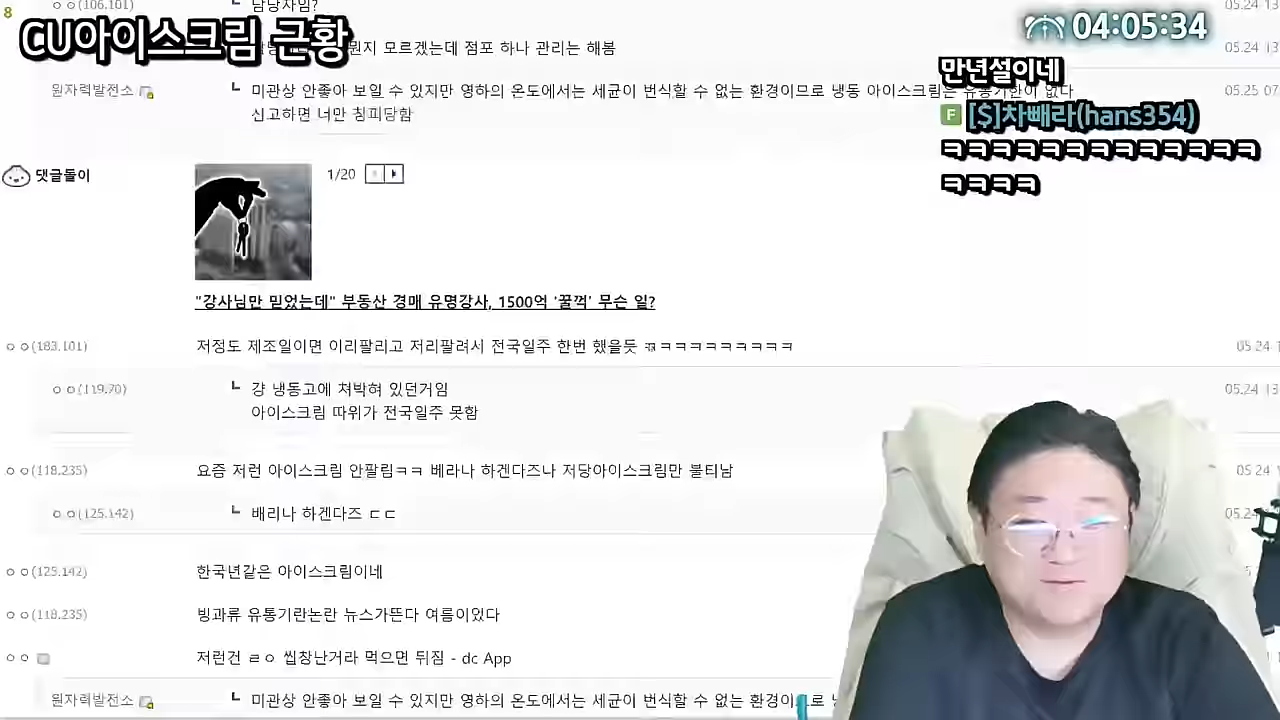 8
ㅇㅇ(106.101)
담당자임?
05.24 13
CU아이스크림 근황
뭔지 모르겠는데 점포 하나 관리는 해봄
05.24 13
04:05:34
만년설이네
[$]차빼라(hans354)
ㅋㅋㅋㅋㅋㅋㅋㅋㅋㅋㅋㅋㅋ
ㅋㅋㅋㅋ
원자력발전소
ㄴ 미관상 안좋아 보일 수 있지만 영하의 온도에서는 세균이 번식할 수 없는 환경이므로 냉동 아이스크림은 유통기한이 없다
05.25 07
신고하면 너만 창피당함
댓글돌이
1/20
"강사님만 믿었는데" 부동산 경매 유명강사, 1500억 '꿀꺽' 무슨 일?
ㅇㅇ(183.101)
저정도 제조일이면 이리팔리고 저리팔려서 전국일주 한번 했을듯 ㅋㅋㅋㅋㅋㅋㅋㅋㅋㅋ
05.24 1
ㅇㅇ(119.70)
ㄴ 걍 냉동고에 쳐박혀 있던거임
05.24 13
아이스크림 따위가 전국일주 못함
ㅇㅇ(118.235)
요즘 저런 아이스크림 안팔림ㅋㅋ 베라나 하겐다즈나 저당아이스크림만 불티남
05.24 1
ㅇㅇ(125.142)
ㄴ 배리나 하겐다즈 ㄷㄷ
05.24
ㅇㅇ(125.142)
한국년같은 아이스크림이네
ㅇㅇ(118.235)
빙과류 유통기란논란 뉴스가뜬다 여름이있다
ㅇㅇ
저런건 ㄹㅇ 씹창난거라 먹으면 뒤짐 - dc App
원자력발전소
ㄴ 미관상 안좋아 보일 수 있지만 영하의 온도에서는 세균이 번식할 수 없는 환경이므로